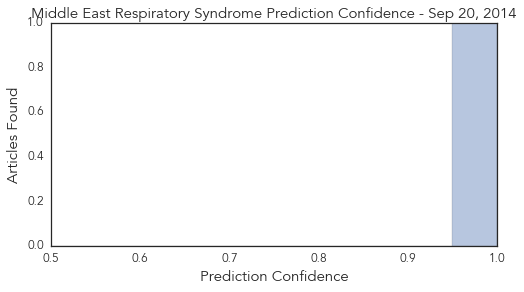 Middle East Respiratory Syndrome Prediction Confidence - Sep 20, 2014
1.0
0.8
0.6
0.4
0.2
0.0
Articles Found
0.5 0.6 0.7 0.8 0.9 1.0
Prediction Confidence